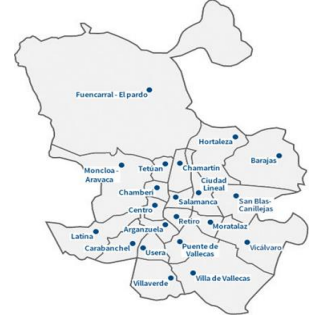 Fuencarral - El pardo
Hortaleza
Barajas
Tetúan
Chamartín
Moncloa -
Aravaca
Ciudad
Lineal
Chamberí
Salamanca
San Blas-
Canillejas
Centro
Retiro
Moratalaz
Arganzuela
Latina
Carabanchel
Usera
Puente de
Vallecas
Vicálvaro
Villaverde
Villa de Vallecas